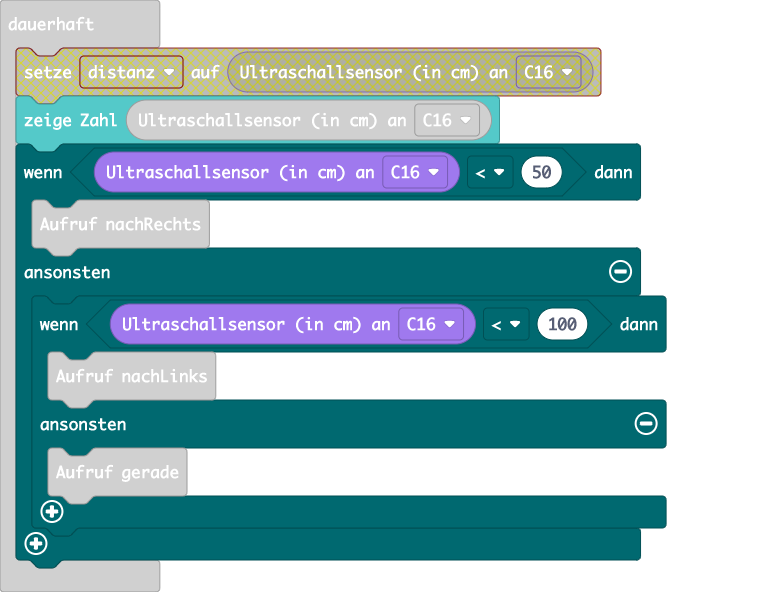 dauerhaft
setze distanz auf Ultraschallsensor (in cm) an C16
zeige Zahl Ultraschallsensor (in cm) an C16
wenn Ultraschallsensor (in cm) an C16 < 50 dann
Aufruf nachRechts
ansonsten
wenn Ultraschallsensor (in cm) an C16 < 100 dann
Aufruf nachLinks
ansonsten
Aufruf gerade